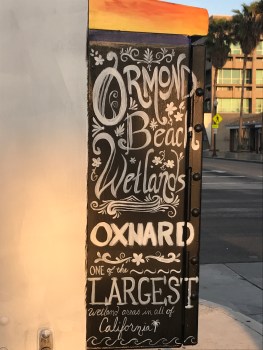 ORMOND
Beach
Wetlands
OXNARD
ONE of the
LARGEST
wetland areas in all of
California